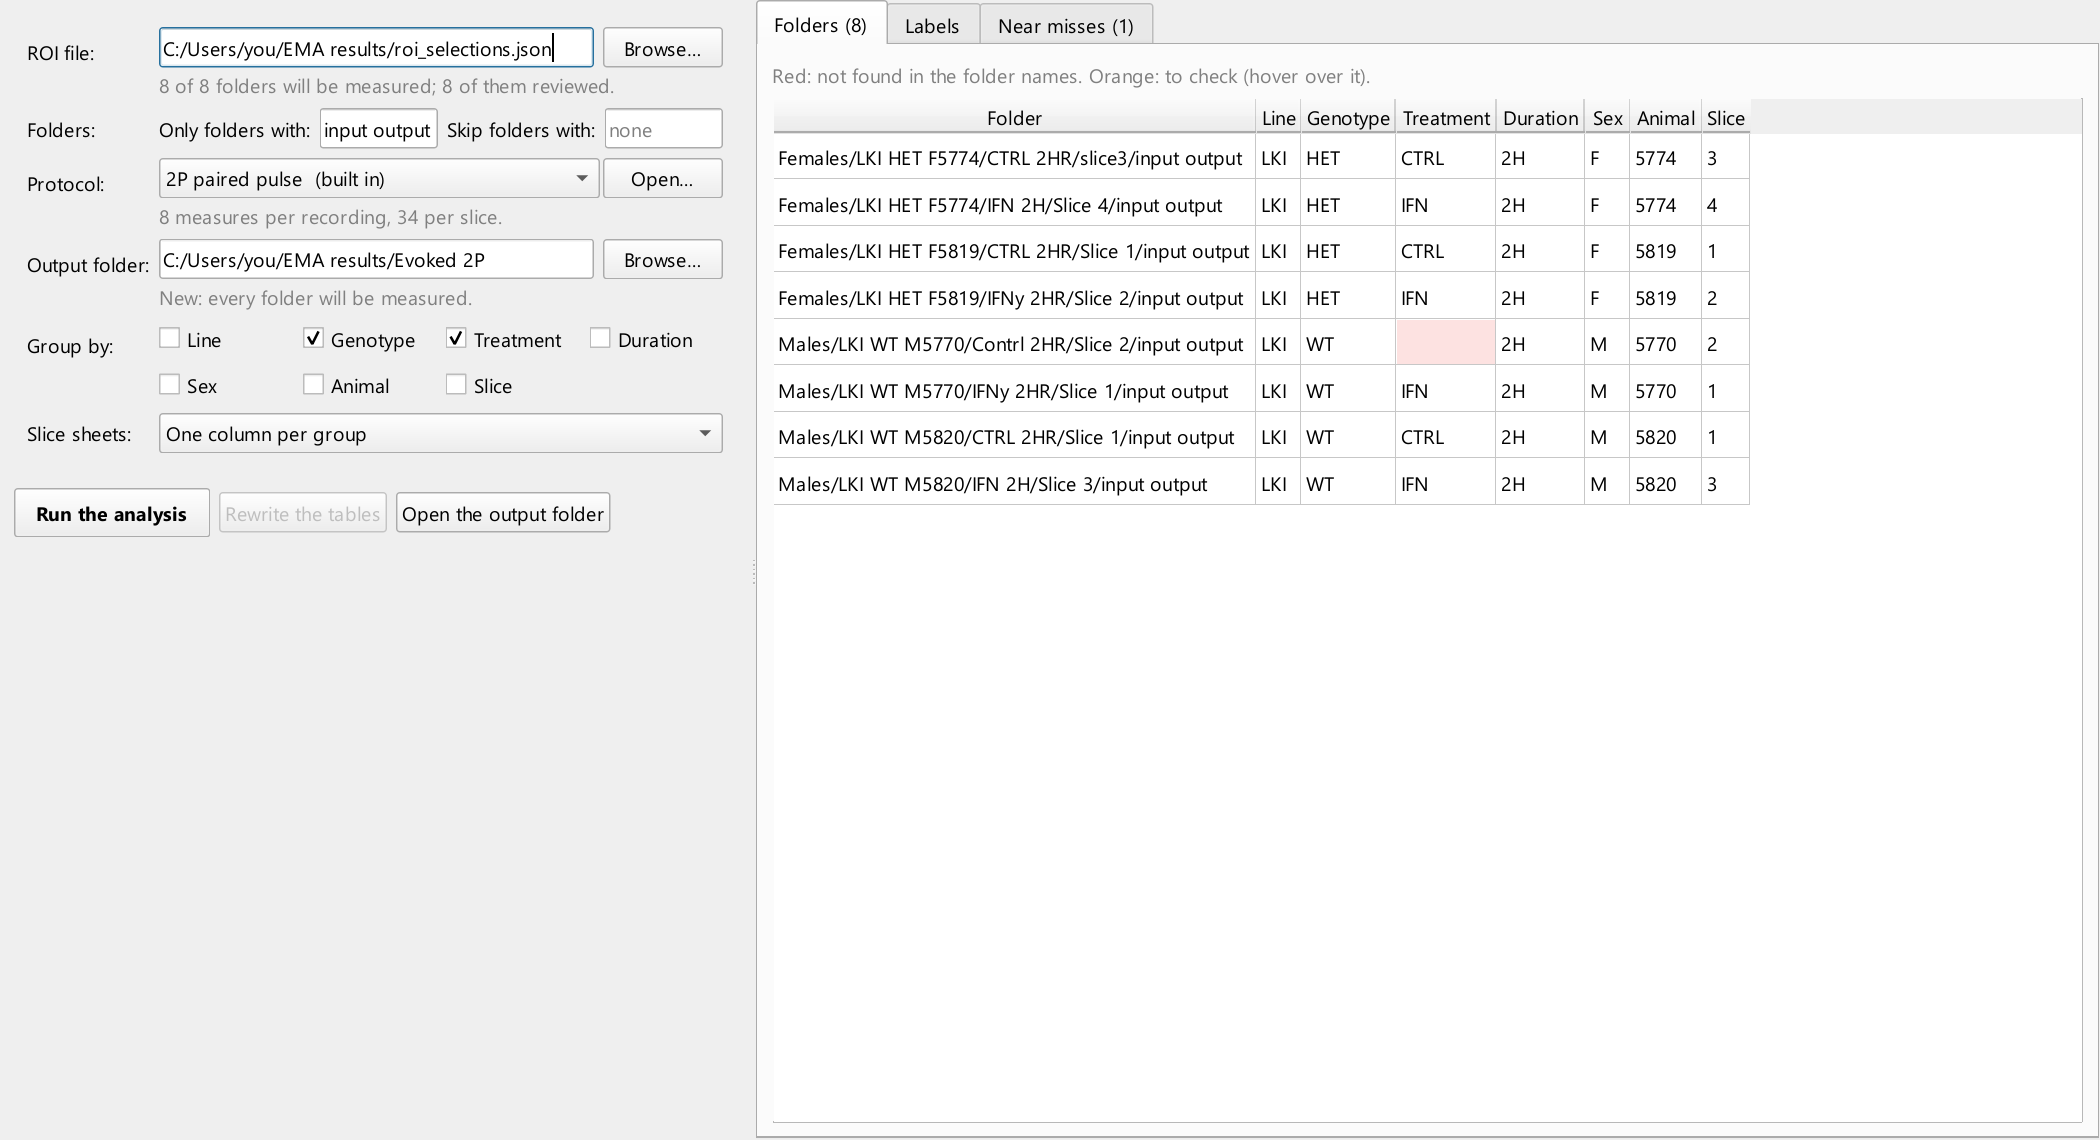 ROI file: C:/Users/you/EMA results/roi_selections.json Browse...
8 of 8 folders will be measured; 8 of them reviewed.
Folders: Only folders with: input output Skip folders with: none
Protocol: 2P paired pulse (built in) Open...
8 measures per recording, 34 per slice.
Output folder: C:/Users/you/EMA results/Evoked 2P Browse...
New: every folder will be measured.
Group by: Line Genotype Treatment Duration
Sex Animal Slice
Slice sheets: One column per group
Run the analysis Rewrite the tables Open the output folder
Folders (8) Labels Near misses (1)
Red: not found in the folder names. Orange: to check (hover over it).
Folder Line Genotype Treatment Duration Sex Animal Slice
Females/LKI HET F5774/CTRL 2HR/slice3/input output LKI HET CTRL 2H F 5774 3
Females/LKI HET F5774/IFN 2H/Slice 4/input output LKI HET IFN 2H F 5774 4
Females/LKI HET F5819/CTRL 2HR/Slice 1/input output LKI HET CTRL 2H F 5819 1
Females/LKI HET F5819/IFNy 2HR/Slice 2/input output LKI HET IFN 2H F 5819 2
Males/LKI WT M5770/Contrl 2HR/Slice 2/input output LKI WT 2H M 5770 2
Males/LKI WT M5770/IFNy 2HR/Slice 1/input output LKI WT IFN 2H M 5770 1
Males/LKI WT M5820/CTRL 2HR/Slice 1/input output LKI WT CTRL 2H M 5820 1
Males/LKI WT M5820/IFN 2H/Slice 3/input output LKI WT IFN 2H M 5820 3